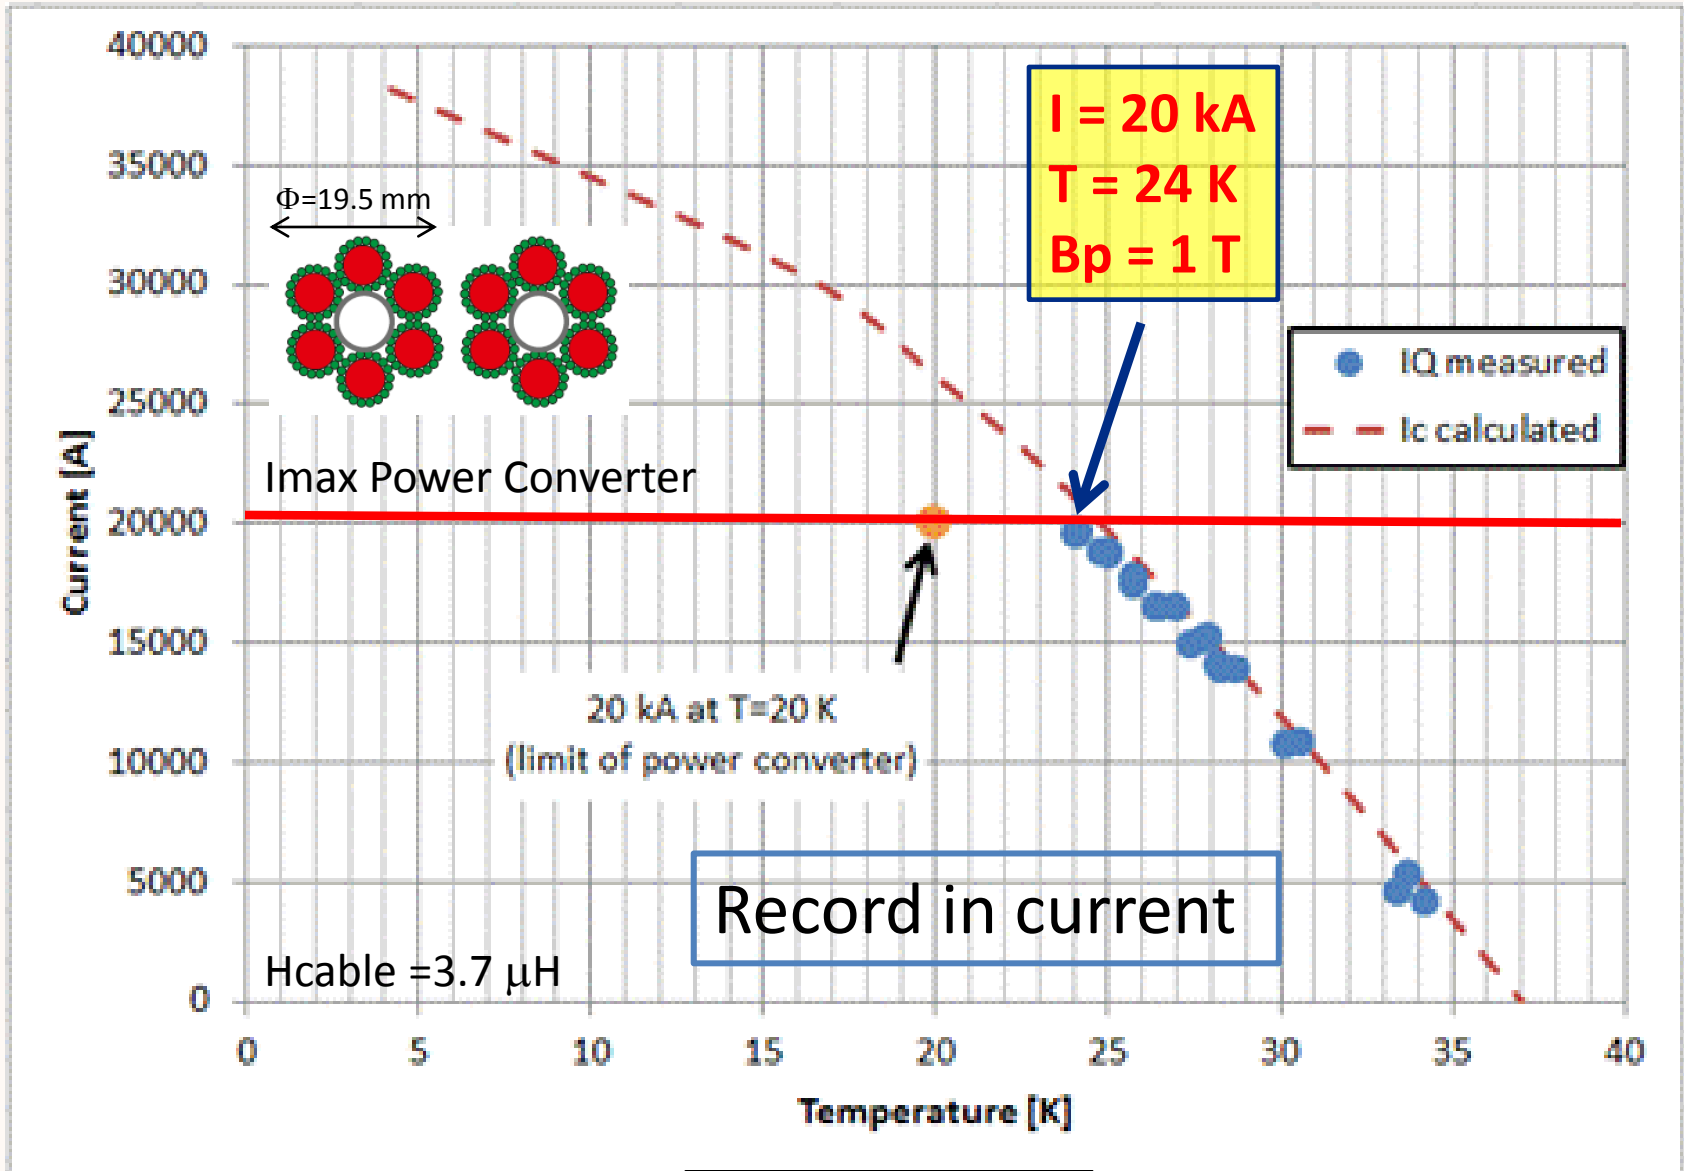 40000
35000
30000
25000
20000
15000
10000
5000
0
Current [A]
Φ=19.5 mm
I = 20 kA
T = 24 K
Bp = 1 T
IQ measured
Ic calculated
Imax Power Converter
20 kA at T=20 K
(limit of power converter)
Record in current
Hcable =3.7 μH
0 5 10 15 20 25 30 35 40
Temperature [K]